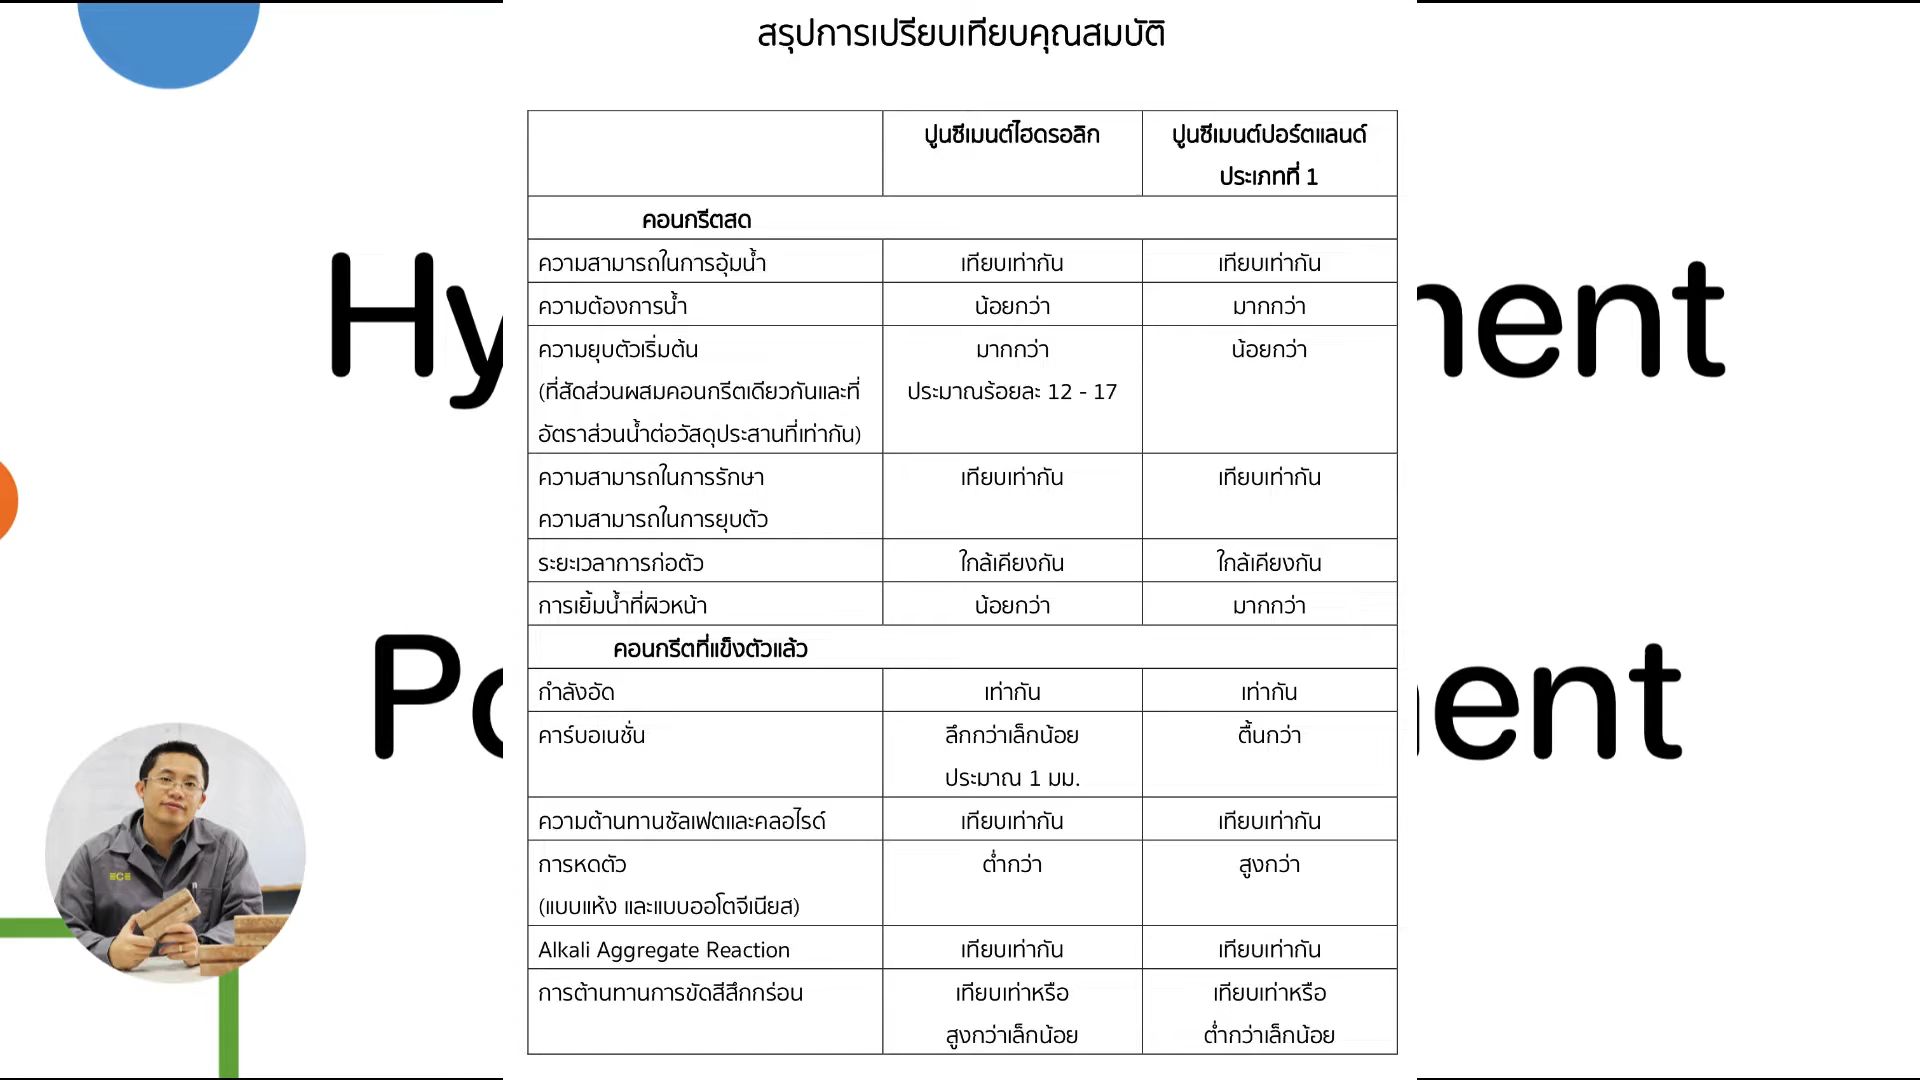 สรุปการเปรียบเทียบคุณสมบัติ
ปูนซีเมนต์ไฮดรอลิก ปูนซีเมนต์ปอร์ตแลนด์
ประเภทที่ 1
คอนกรีตสด
ความสามารถในการอุ้มน้ำ เทียบเท่ากัน เทียบเท่ากัน
ความต้องการน้ำ น้อยกว่า มากกว่า
ความยุบตัวเริ่มต้น มากกว่า น้อยกว่า
(ที่สัดส่วนผสมคอนกรีตเดียวกันและที่ ประมาณร้อยละ 12 - 17
อัตราส่วนน้ำต่อวัสดุประสานที่เท่ากัน)
ความสามารถในการรักษา เทียบเท่ากัน เทียบเท่ากัน
ความสามารถในการยุบตัว
ระยะเวลาการก่อตัว ใกล้เคียงกัน ใกล้เคียงกัน
การเยิ้มน้ำที่ผิวหน้า น้อยกว่า มากกว่า
คอนกรีตที่แข็งตัวแล้ว
กำลังอัด เท่ากัน เท่ากัน
คาร์บอเนชั่น ลึกกว่าเล็กน้อย ตื้นกว่า
ประมาณ 1 มม.
ความต้านทานซัลเฟตและคลอไรด์ เทียบเท่ากัน เทียบเท่ากัน
การหดตัว ต่ำกว่า สูงกว่า
(แบบแห้ง และแบบออโตจีเนียส)
Alkali Aggregate Reaction เทียบเท่ากัน เทียบเท่ากัน
การต้านทานการขัดสีสึกกร่อน เทียบเท่าหรือ เทียบเท่าหรือ
สูงกว่าเล็กน้อย ต่ำกว่าเล็กน้อย
Hy
ment
Po
ent